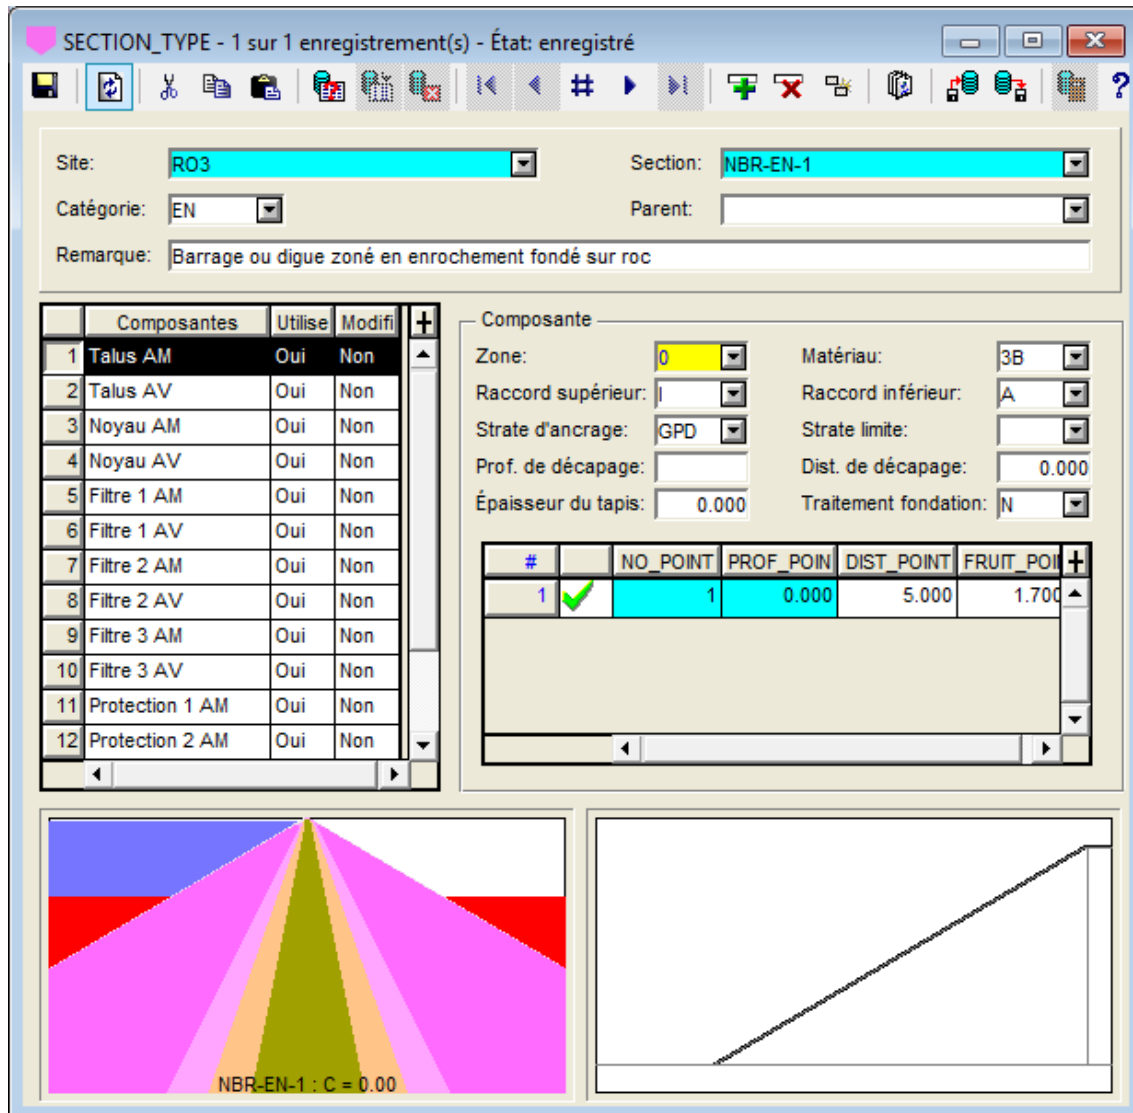 SECTION_TYPE - 1 sur 1 enregistrement(s) - État: enregistré
Site: RO3 Section: NBR-EN-1
Catégorie: EN Parent:
Remarque: Barrage ou digue zoné en enrochement fondé sur roc
Composantes Utilise Modifi
1 Talus AM Oui Non
2 Talus AV Oui Non
3 Noyau AM Oui Non
4 Noyau AV Oui Non
5 Filtre 1 AM Oui Non
6 Filtre 1 AV Oui Non
7 Filtre 2 AM Oui Non
8 Filtre 2 AV Oui Non
9 Filtre 3 AM Oui Non
10 Filtre 3 AV Oui Non
11 Protection 1 AM Oui Non
12 Protection 2 AM Oui Non
Composante
Zone: 0 Matériau: 3B
Raccord supérieur: I Raccord inférieur: A
Strate d'ancrage: GPD Strate limite:
Prof. de décapage: Dist. de décapage: 0.000
Épaisseur du tapis: 0.000 Traitement fondation: N
# NO_POINT PROF_POIN DIST_POINT FRUIT_POI
1 1 0.000 5.000 1.700
NBR-EN-1 : C = 0.00